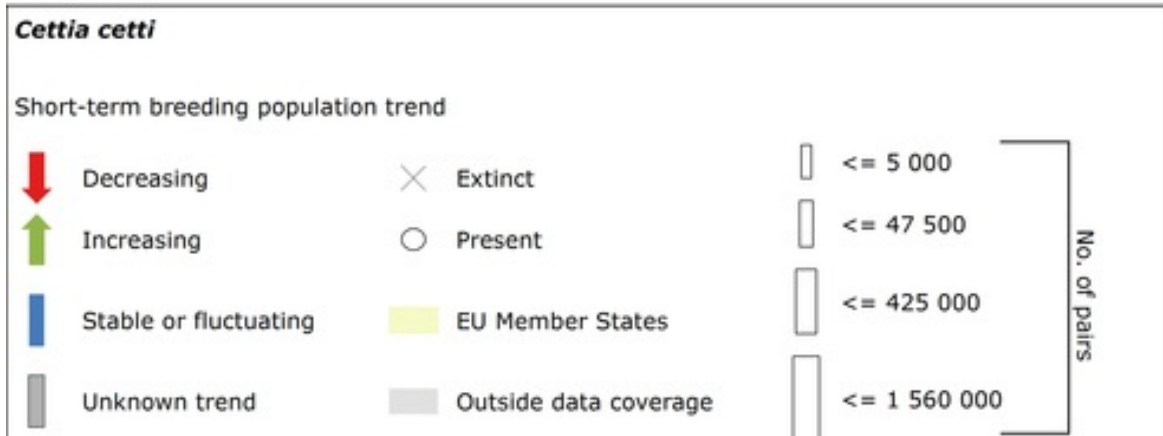 Cettia cetti
Short-term breeding population trend
Decreasing
Increasing
Stable or fluctuating
Unknown trend
Extinct
Present
EU Member States
Outside data coverage
<= 5 000
<= 47 500
<= 425 000
<= 1 560 000
No. of pairs